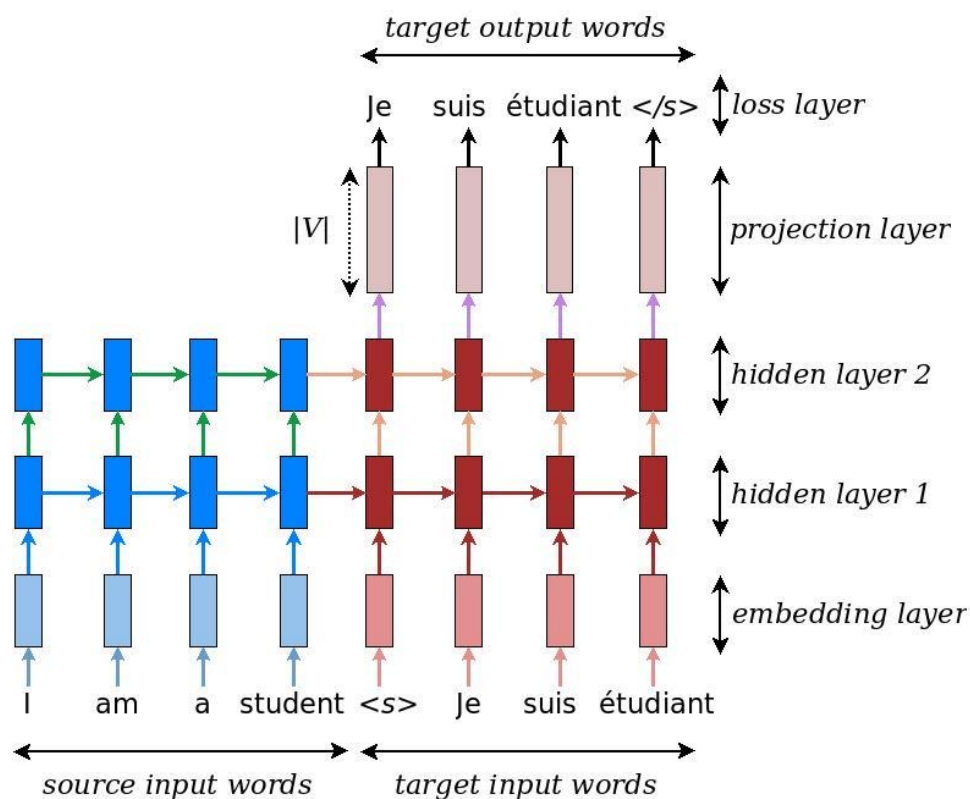 target output words
Je suis étudiant </s>
loss layer
|V|
projection layer
hidden layer 2
hidden layer 1
embedding layer
I am a student <s> Je suis étudiant
source input words
target input words